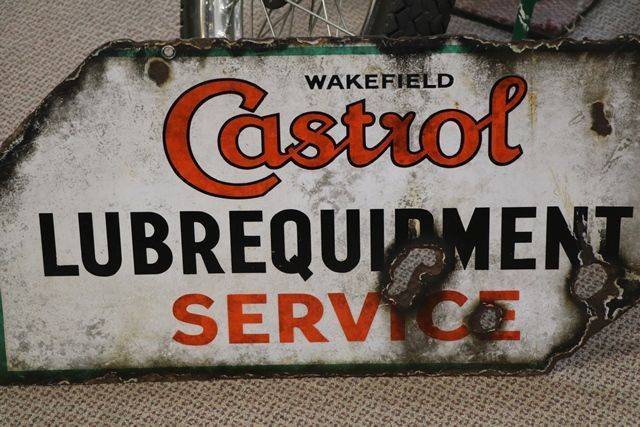 WAKEFIELD
Castrol
LUBREQUIPMENT
SERVICE